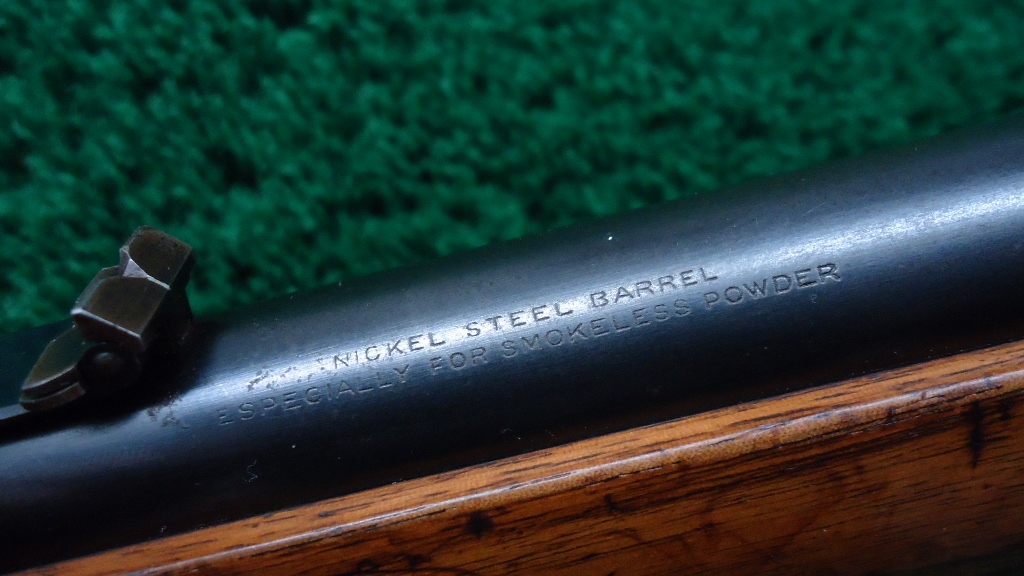 NICKEL STEEL BARREL
ESPECIALLY FOR SMOKELESS POWDER